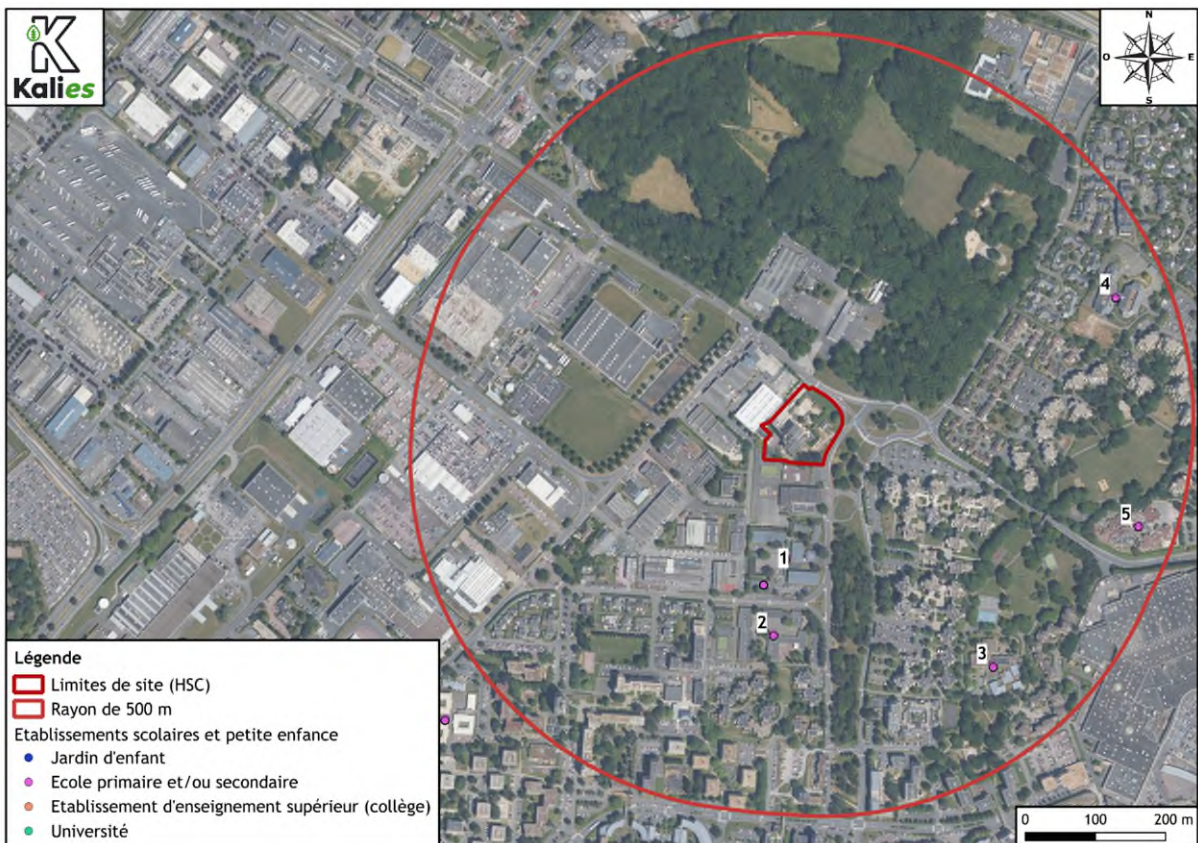 Kalies
N
O
E
S
4
5
1
2
3
Légende
Limites de site (HSC)
Rayon de 500 m
Etablissements scolaires et petite enfance
Jardin d'enfant
Ecole primaire et/ou secondaire
Etablissement d'enseignement supérieur (collège)
Université
0 100 200 m